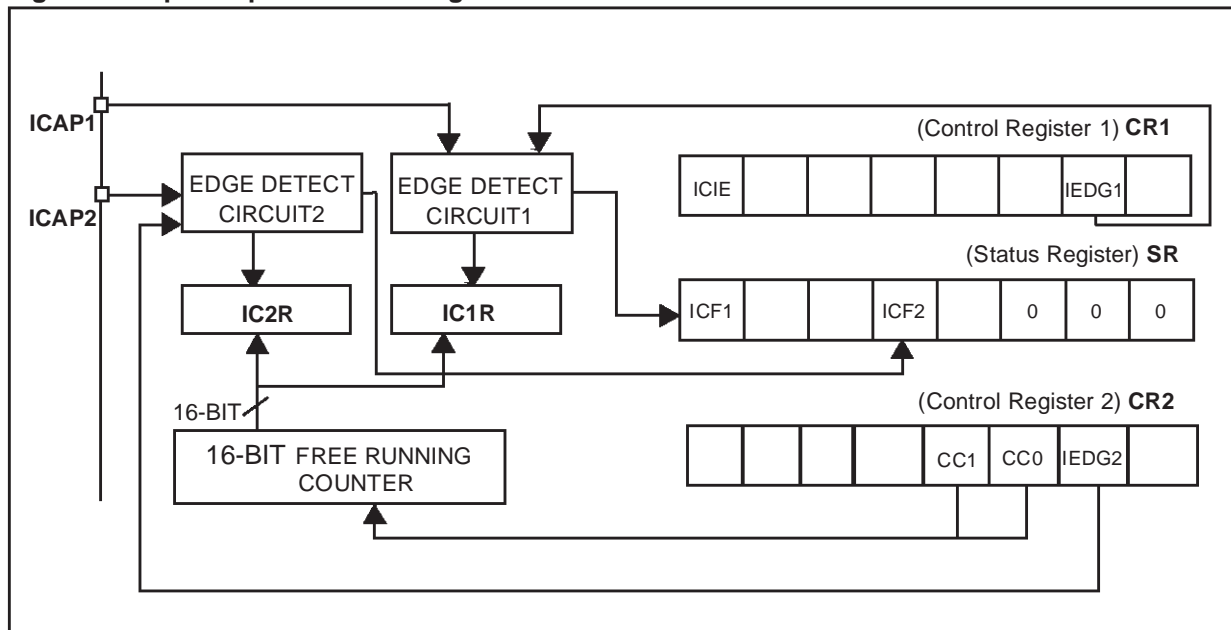 ICAP1
ICAP2
EDGE DETECT
CIRCUIT2
EDGE DETECT
CIRCUIT1
IC2R
IC1R
16-BIT
16-BIT FREE RUNNING
COUNTER
(Control Register 1) CR1
ICIE IEDG1
(Status Register) SR
ICF1 ICF2 0 0 0
(Control Register 2) CR2
CC1 CC0 IEDG2